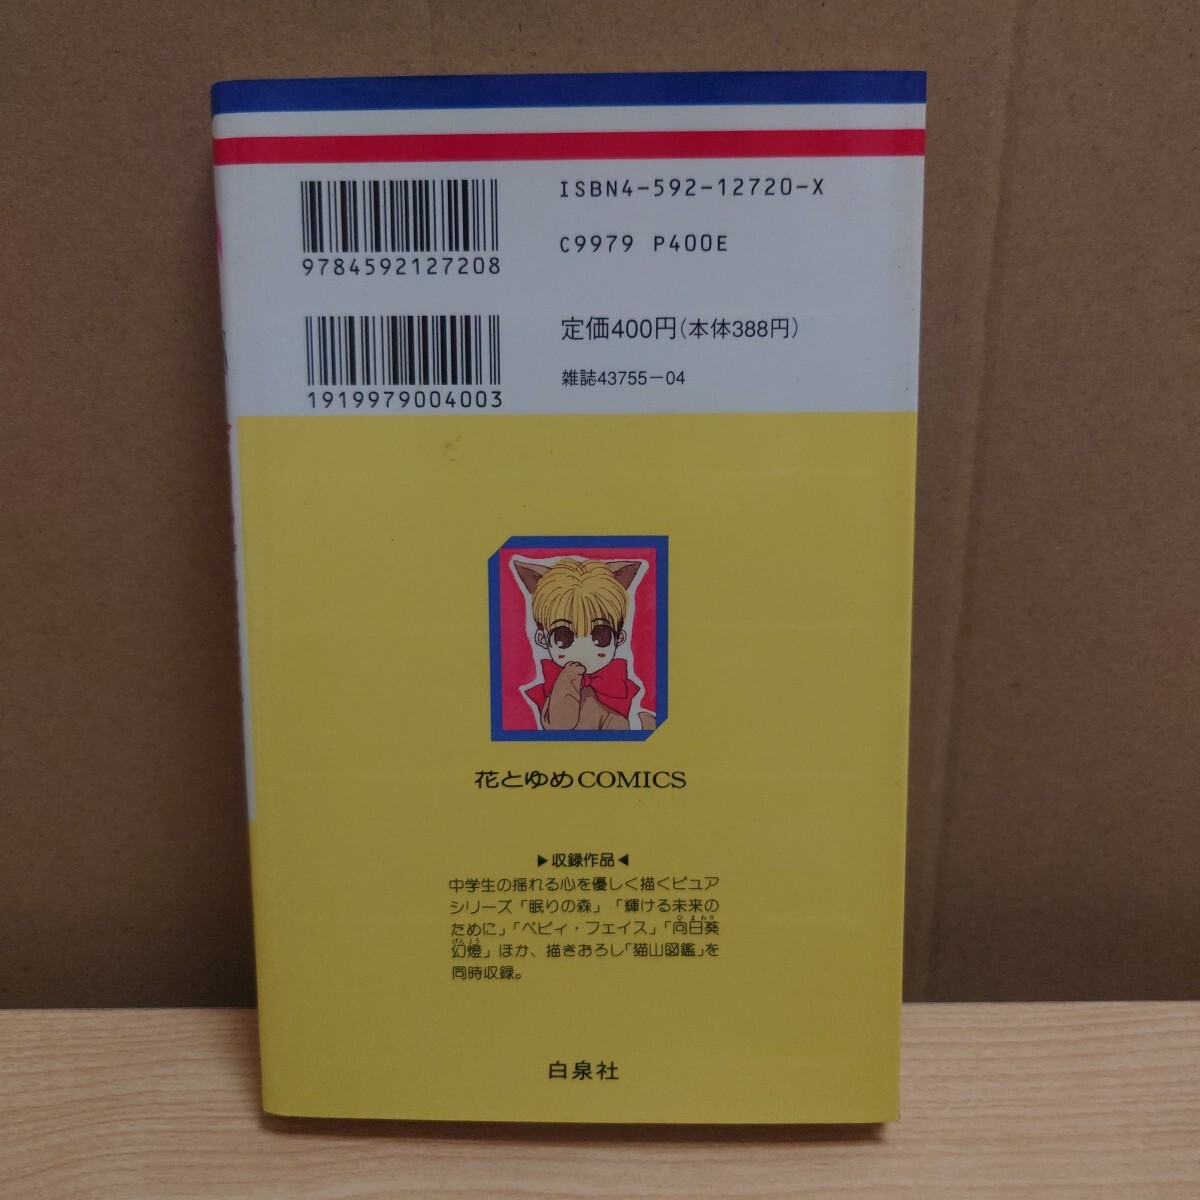 ISBN4-592-12720-X
C9979 P400E
9784592127208
定価400円(本体388円)
雑誌43755-04
1919979004003
花とゆめCOMICS
▶収録作品◀
中学生の揺れる心を優しく描くピュア
シリーズ「眠りの森」「輝ける未来の
ために」「ベビィ・フェイス」「向日葵
幻燈」ほか、描きおろし「猫山図鑑」を
同時収録。
白泉社